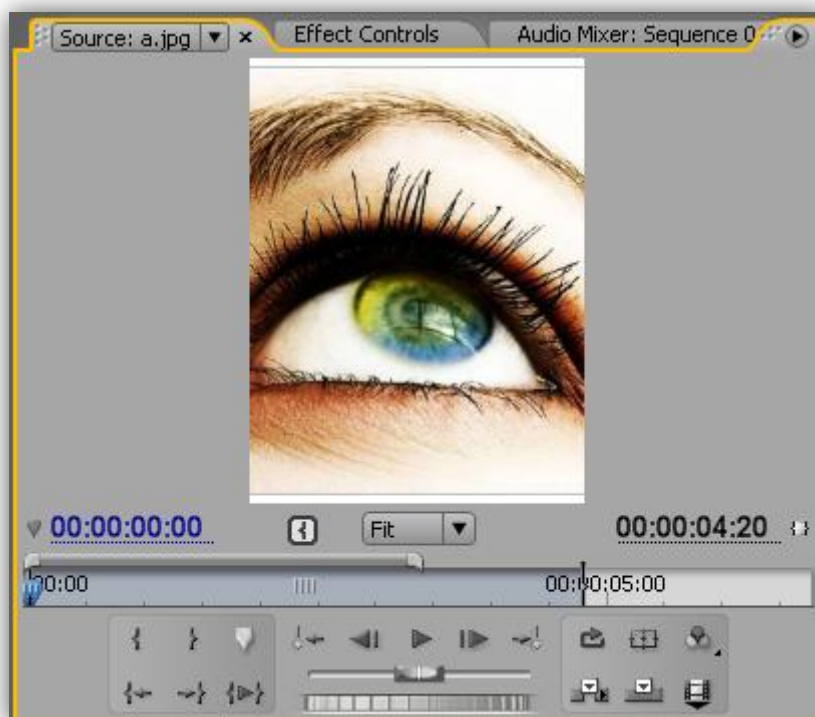 Source: a.jpg
Effect Controls
Audio Mixer: Sequence 0
00:00:00:00
Fit
00:00:04:20
00:00
00:00:05:00